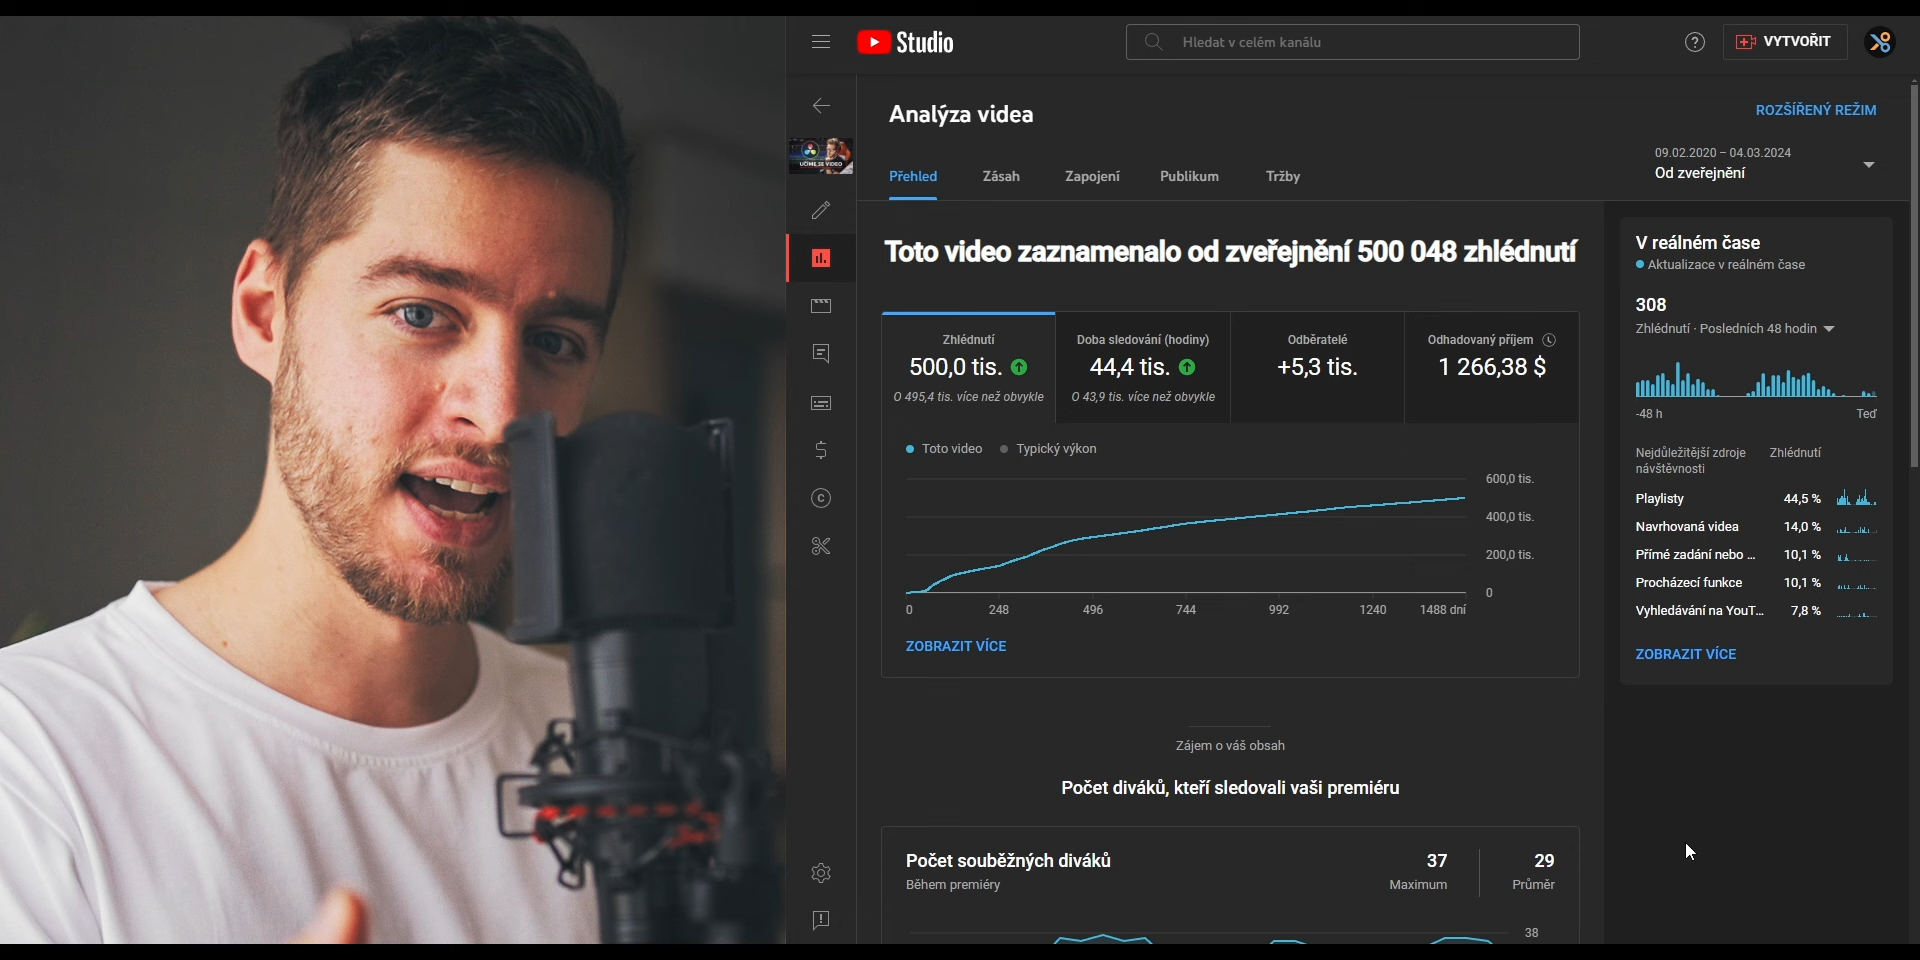 Studio
Hledat v celém kanálu
VYTVOŘIT
Analýza videa
ROZŠÍŘENÝ REŽIM
09.02.2020 – 04.03.2024
Od zveřejnění
UČÍME SE VIDEO
Přehled
Zásah
Zapojení
Publikum
Tržby
Toto video zaznamenalo od zveřejnění 500 048 zhlédnutí
Zhlédnutí
500,0 tis.
O 495,4 tis. více než obvykle
Doba sledování (hodiny)
44,4 tis.
O 43,9 tis. více než obvykle
Odběratelé
+5,3 tis.
Odhadovaný příjem
1 266,38 $
Toto video
Typický výkon
600,0 tis.
400,0 tis.
200,0 tis.
0
0 248 496 744 992 1240 1488 dní
ZOBRAZIT VÍCE
Zájem o váš obsah
Počet diváků, kteří sledovali vaši premiéru
Počet souběžných diváků
Během premiéry
37
Maximum
29
Průměr
38
V reálném čase
Aktualizace v reálném čase
308
Zhlédnutí · Posledních 48 hodin
-48 h
Teď
Nejdůležitější zdroje
návštěvnosti
Zhlédnutí
Playlisty 44,5 %
Navrhovaná videa 14,0 %
Přímé zadání nebo ... 10,1 %
Procházecí funkce 10,1 %
Vyhledávání na YouT... 7,8 %
ZOBRAZIT VÍCE